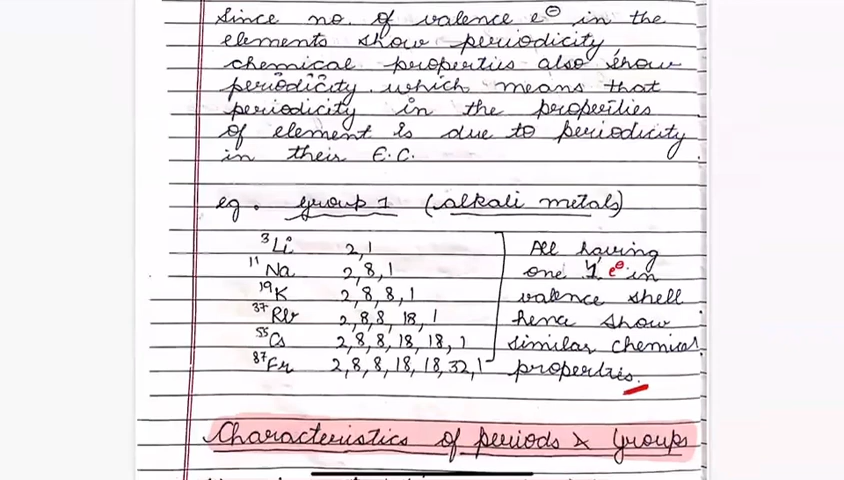 Since no. of valence e⊖ in the
elements show periodicity,
chemical properties also show
periodicity. which means that
periodicity in the properties
of element is due to periodicity
in their E.C.
eg. group 1 (alkali metals)
³Li 2,1
¹¹Na 2,8,1
¹⁹K 2,8,8,1
³⁷Rb 2,8,8,18,1
⁵⁵Cs 2,8,8,18,18,1
⁸⁷Fr 2,8,8,18,18,32,1
All having
one 1 e⊖ in
valence shell
hence show
similar chemical
properties.
Characteristics of periods & groups